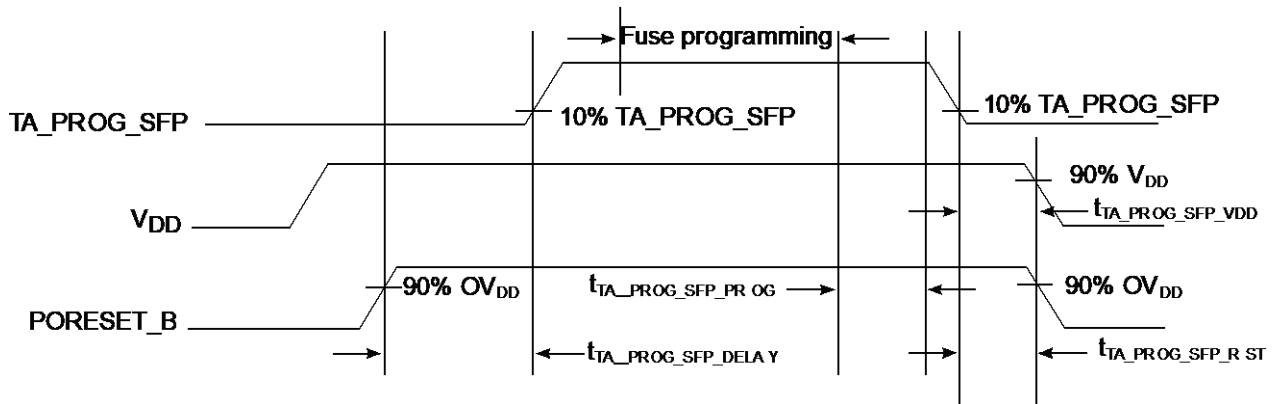 Fuse programming
TA_PROG_SFP
10% TA_PROG_SFP
10% TA_PROG_SFP
VDD
90% VDD
tTA_PROG_SFP_VDD
PORESET_B
90% OVDD
tTA_PROG_SFP_PR OG
90% OVDD
tTA_PROG_SFP_DELA Y
tTA_PROG_SFP_R ST